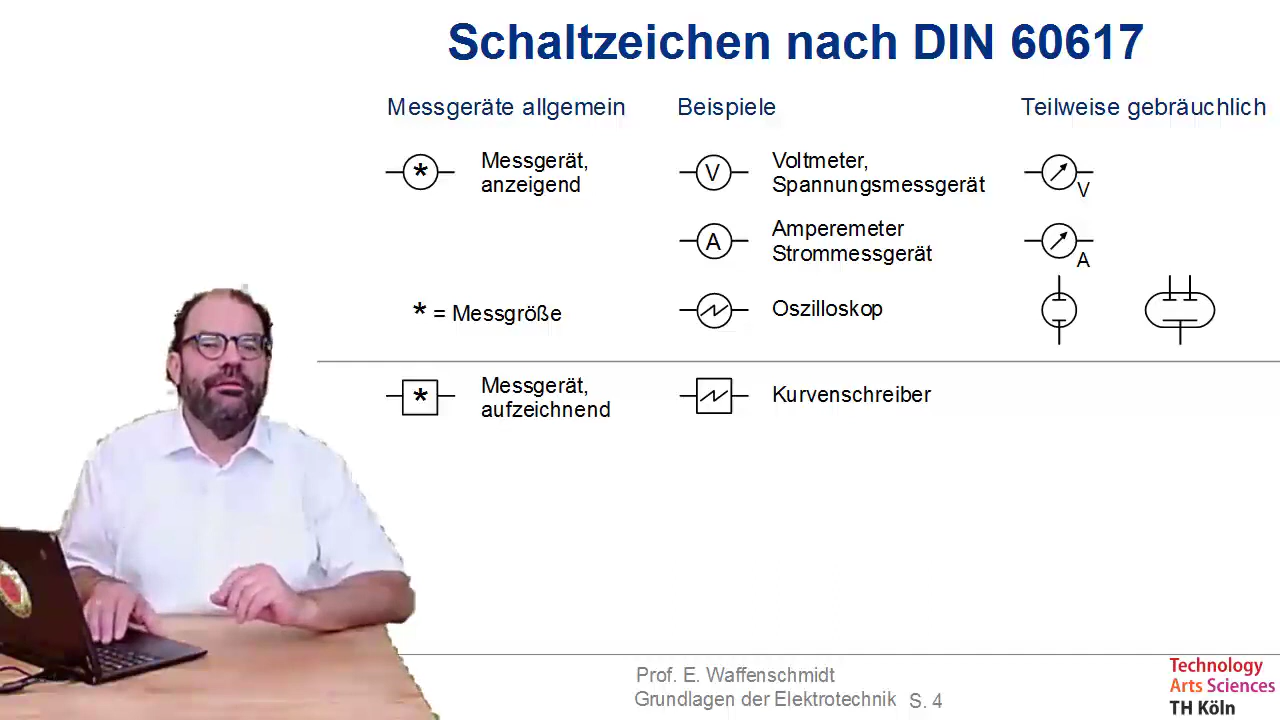 Schaltzeichen nach DIN 60617
Messgeräte allgemein
Beispiele
Teilweise gebräuchlich
*
Messgerät,
anzeigend
V
Voltmeter,
Spannungsmessgerät
V
A
Amperemeter
Strommessgerät
A
* = Messgröße
Oszilloskop
*
Messgerät,
aufzeichnend
Kurvenschreiber
Prof. E. Waffenschmidt
Grundlagen der Elektrotechnik S. 4
Technology
Arts Sciences
TH Köln